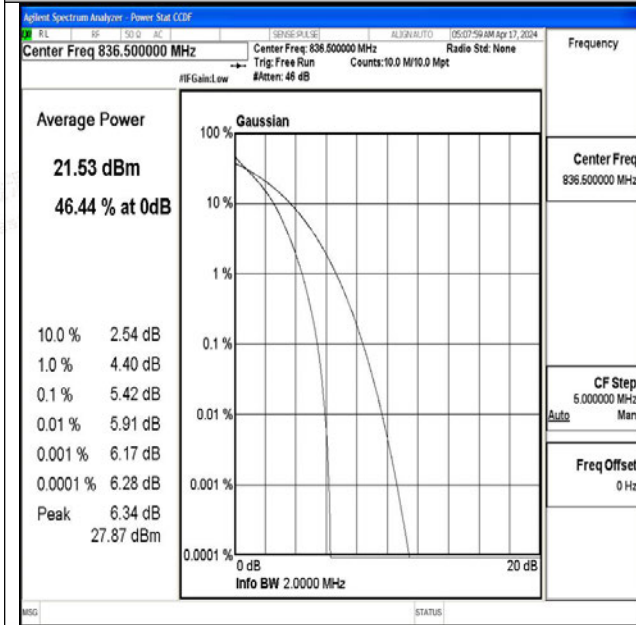 Agilent Spectrum Analyzer - Power Stat CCDF
RL RF 50 Ω AC SENSE:PULSE ALIGN AUTO 05:07:59 AM Apr 17, 2024
Center Freq 836.500000 MHz
Center Freq: 836.500000 MHz Radio Std: None
Trig: Free Run Counts:10.0 M/10.0 Mpt
#IFGain:Low #Atten: 46 dB
Frequency
Average Power
21.53 dBm
46.44 % at 0dB
10.0 % 2.54 dB
1.0 % 4.40 dB
0.1 % 5.42 dB
0.01 % 5.91 dB
0.001 % 6.17 dB
0.0001 % 6.28 dB
Peak 6.34 dB
27.87 dBm
Gaussian
100 %
10 %
1 %
0.1 %
0.01 %
0.001 %
0.0001 %
0 dB 20 dB
Info BW 2.0000 MHz
Center Freq
836.500000 MHz
CF Step
5.000000 MHz
Auto Man
Freq Offset
0 Hz
MSG STATUS